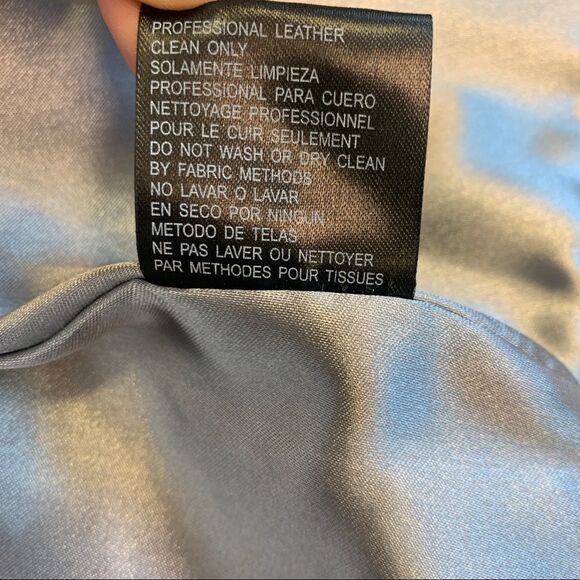 PROFESSIONAL LEATHER
CLEAN ONLY
SOLAMENTE LIMPIEZA
PROFESSIONAL PARA CUERO
NETTOYAGE PROFESSIONNEL
POUR LE CUIR SEULEMENT
DO NOT WASH OR DRY CLEAN
BY FABRIC METHODS
NO LAVAR O LAVAR
EN SECO POR NINGUN
METODO DE TELAS
NE PAS LAVER OU NETTOYER
PAR METHODES POUR TISSUES